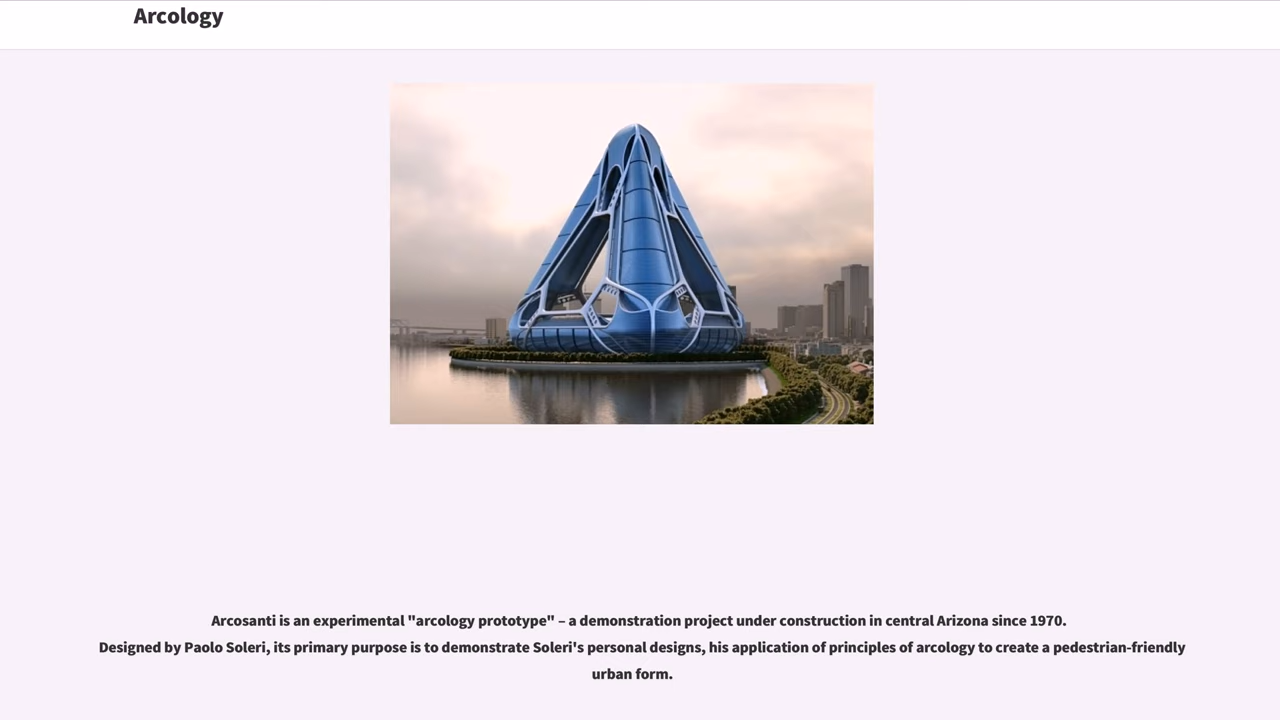 Arcology
Arcosanti is an experimental "arcology prototype" – a demonstration project under construction in central Arizona since 1970.
Designed by Paolo Soleri, its primary purpose is to demonstrate Soleri's personal designs, his application of principles of arcology to create a pedestrian-friendly
urban form.